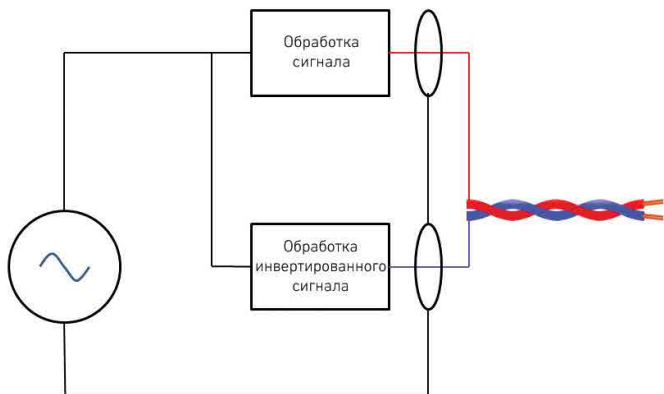 Обработка
сигнала
Обработка
инвертированного
сигнала